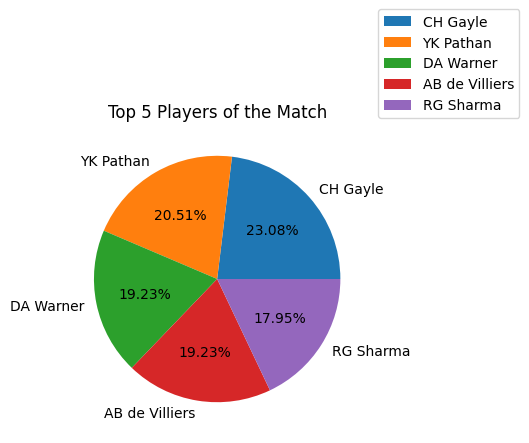 CH Gayle
YK Pathan
DA Warner
AB de Villiers
RG Sharma
Top 5 Players of the Match
YK Pathan
CH Gayle
20.51%
23.08%
DA Warner
19.23%
17.95%
19.23%
RG Sharma
AB de Villiers